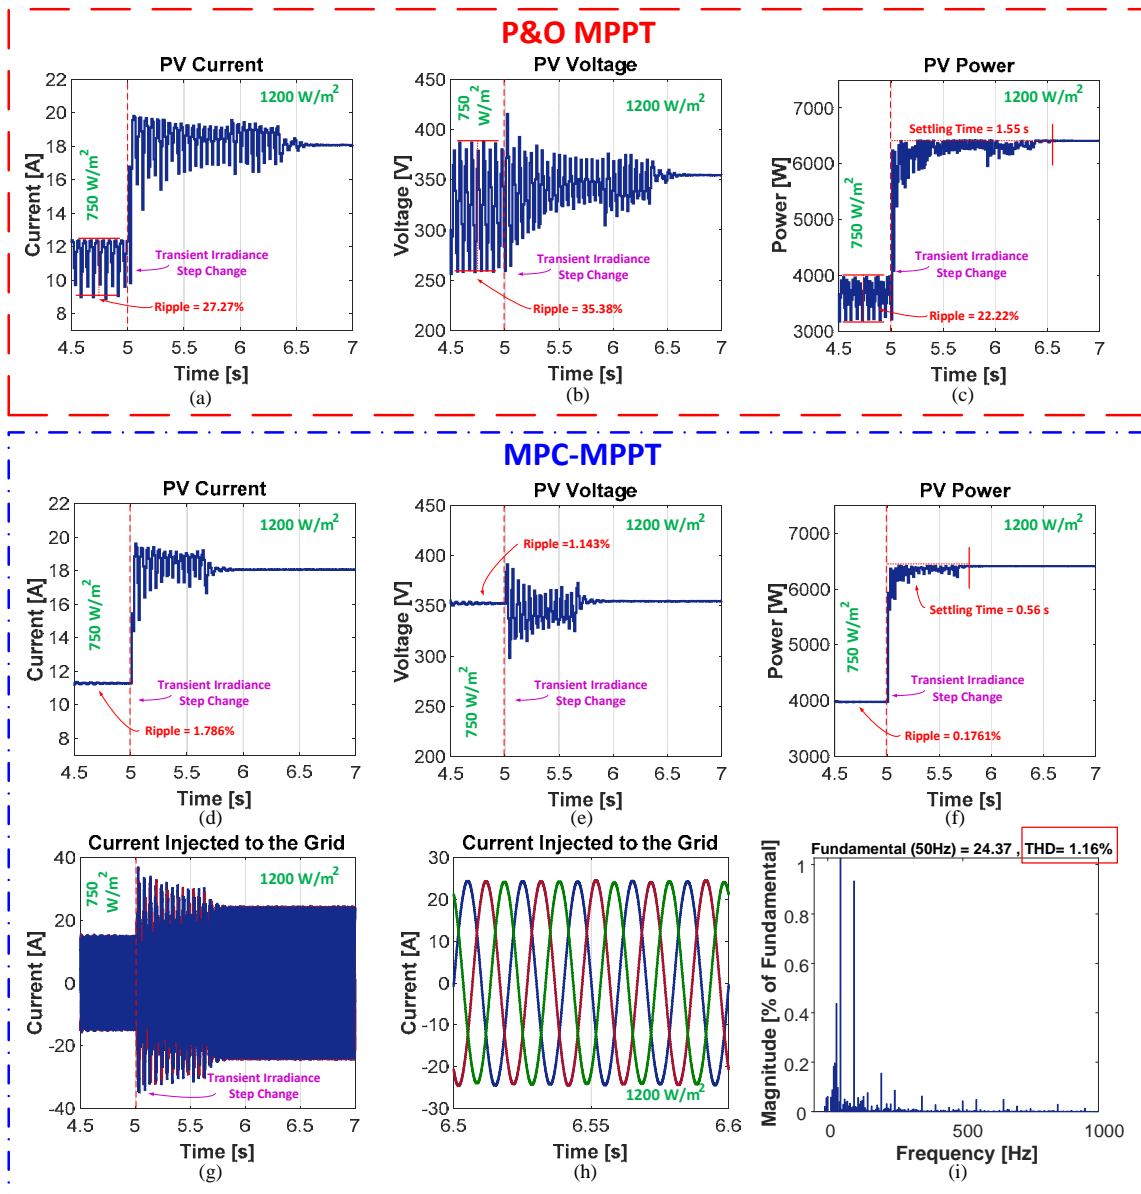 P&O MPPT
PV Current
22
20
18
16
14
12
10
8
Current [A]
750 W/m²
1200 W/m²
Transient Irradiance
Step Change
Ripple = 27.27%
4.5 5 5.5 6 6.5 7
Time [s]
(a)
PV Voltage
450
400
350
300
250
200
Voltage [V]
750
W/m²
1200 W/m²
Transient Irradiance
Step Change
Ripple = 35.38%
4.5 5 5.5 6 6.5 7
Time [s]
(b)
PV Power
7000
6000
5000
4000
3000
Power [W]
750 W/m²
1200 W/m²
Settling Time = 1.55 s
Transient Irradiance
Step Change
Ripple = 22.22%
4.5 5 5.5 6 6.5 7
Time [s]
(c)
MPC-MPPT
PV Current
22
20
18
16
14
12
10
8
Current [A]
750 W/m²
1200 W/m²
Transient Irradiance
Step Change
Ripple = 1.786%
4.5 5 5.5 6 6.5 7
Time [s]
(d)
PV Voltage
450
400
350
300
250
200
Voltage [V]
1200 W/m²
Ripple =1.143%
750 W/m²
Transient Irradiance
Step Change
4.5 5 5.5 6 6.5 7
Time [s]
(e)
PV Power
7000
6000
5000
4000
3000
Power [W]
750 W/m²
1200 W/m²
Settling Time = 0.56 s
Transient Irradiance
Step Change
Ripple = 0.1761%
4.5 5 5.5 6 6.5 7
Time [s]
(f)
Current Injected to the Grid
40
20
0
-20
-40
Current [A]
750
W/m²
1200 W/m²
Transient Irradiance
Step Change
4.5 5 5.5 6 6.5 7
Time [s]
(g)
Current Injected to the Grid
30
20
10
0
-10
-20
-30
Current [A]
1200 W/m²
6.5 6.55 6.6
Time [s]
(h)
Fundamental (50Hz) = 24.37 , THD= 1.16%
1
0.8
0.6
0.4
0.2
0
Magnitude [% of Fundamental]
0 500 1000
Frequency [Hz]
(i)